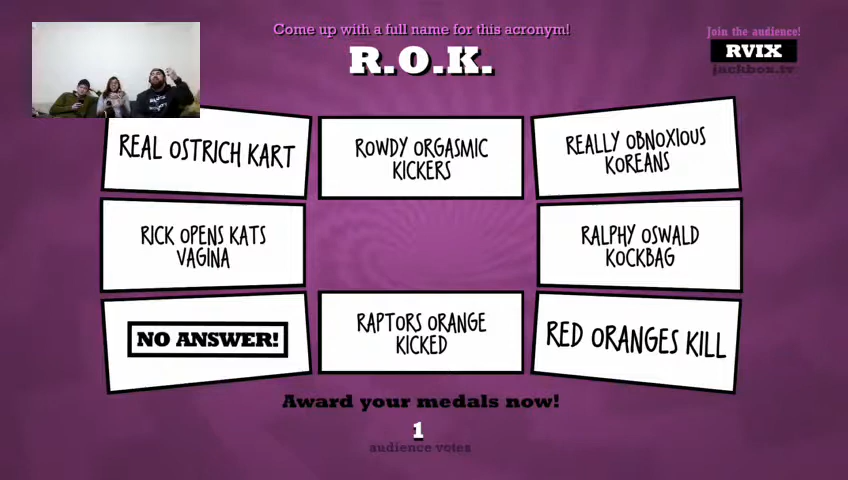 Come up with a full name for this acronym!
R.O.K.
Join the audience!
RVIX
jackbox.tv
REAL OSTRICH KART
ROWDY ORGASMIC
KICKERS
REALLY OBNOXIOUS
KOREANS
RICK OPENS KATS
VAGINA
RALPHY OSWALD
KOCKBAG
NO ANSWER!
RAPTORS ORANGE
KICKED
RED ORANGES KILL
Award your medals now!
1
audience votes